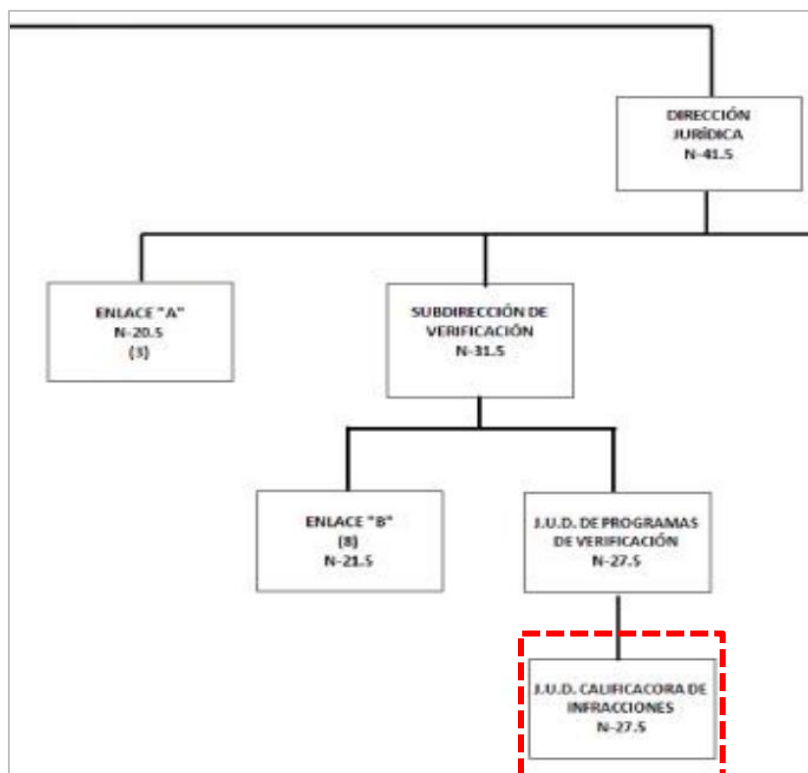 DIRECCIÓN
JURÍDICA
N-41.5
ENLACE "A"
N-20.5
(3)
SUBDIRECCIÓN DE
VERIFICACIÓN
N-31.5
ENLACE "B"
(8)
N-21.5
J.U.D. DE PROGRAMAS
DE VERIFICACIÓN
N-27.5
J.U.D. CALIFICACORA DE
INFRACCIONES
N-27.5